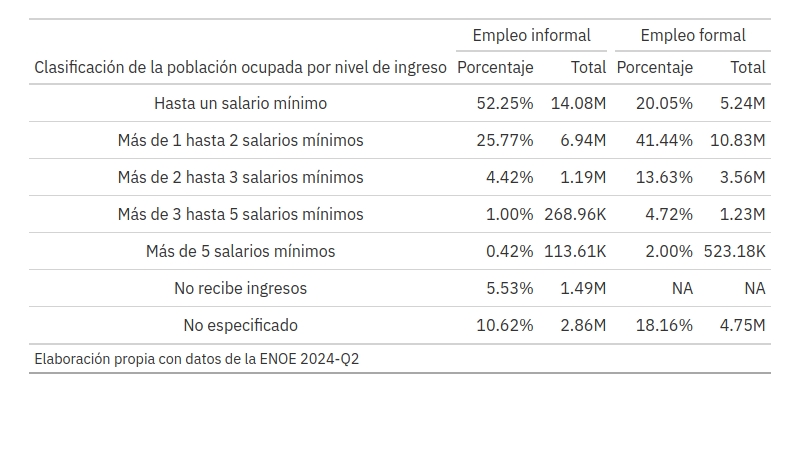 Empleo informal Empleo formal
Clasificación de la población ocupada por nivel de ingreso Porcentaje Total Porcentaje Total
Hasta un salario mínimo 52.25% 14.08M 20.05% 5.24M
Más de 1 hasta 2 salarios mínimos 25.77% 6.94M 41.44% 10.83M
Más de 2 hasta 3 salarios mínimos 4.42% 1.19M 13.63% 3.56M
Más de 3 hasta 5 salarios mínimos 1.00% 268.96K 4.72% 1.23M
Más de 5 salarios mínimos 0.42% 113.61K 2.00% 523.18K
No recibe ingresos 5.53% 1.49M NA NA
No especificado 10.62% 2.86M 18.16% 4.75M
Elaboración propia con datos de la ENOE 2024-Q2